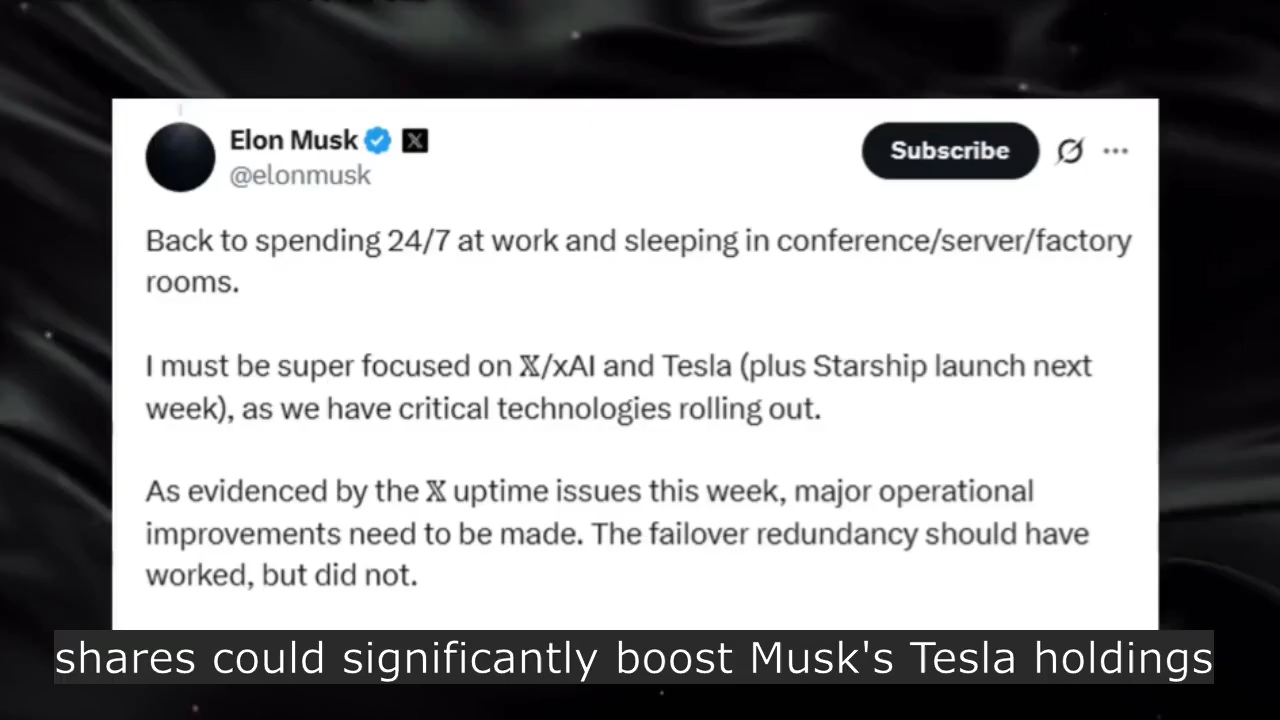 Elon Musk
@elonmusk
Subscribe
Back to spending 24/7 at work and sleeping in conference/server/factory
rooms.
I must be super focused on 𝕏/xAI and Tesla (plus Starship launch next
week), as we have critical technologies rolling out.
As evidenced by the 𝕏 uptime issues this week, major operational
improvements need to be made. The failover redundancy should have
worked, but did not.
shares could significantly boost Musk's Tesla holdings